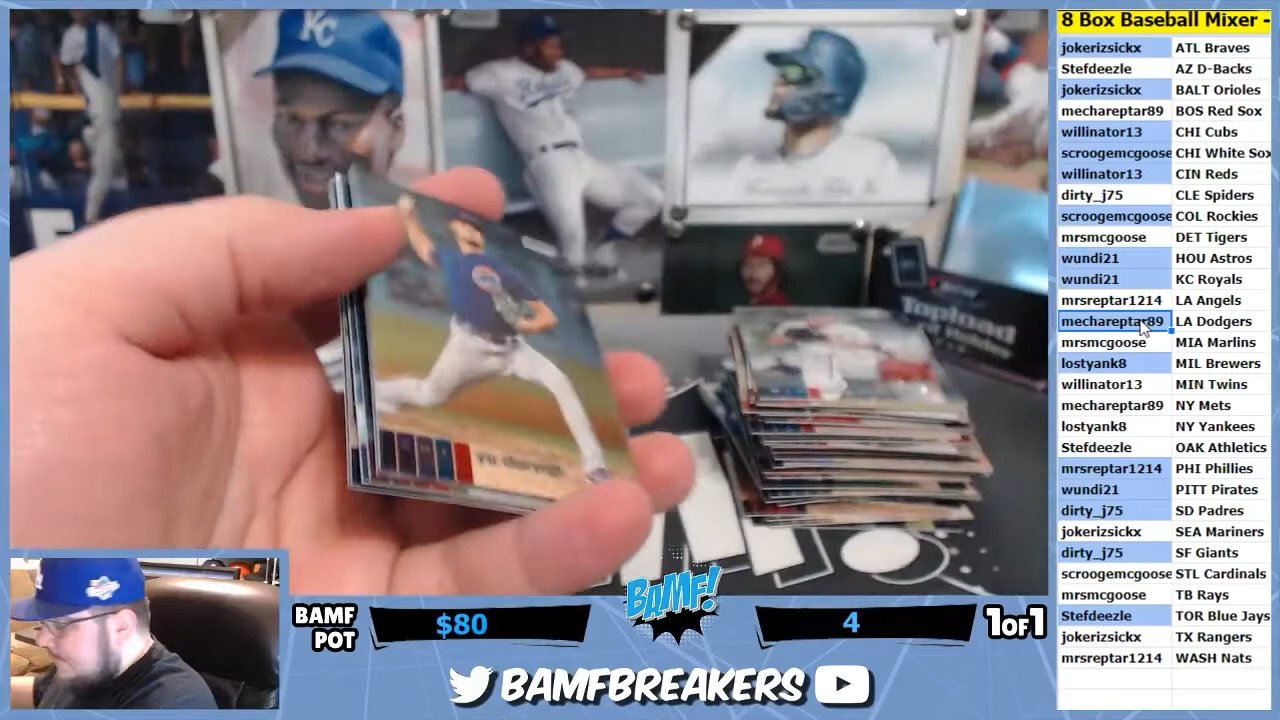 8 Box Baseball Mixer -
jokerizsickx ATL Braves
Stefdeezle AZ D-Backs
jokerizsickx BALT Orioles
mechareptar89 BOS Red Sox
willinator13 CHI Cubs
scroogemcgoose CHI White Sox
willinator13 CIN Reds
dirty_j75 CLE Spiders
scroogemcgoose COL Rockies
mrsmcgoose DET Tigers
wundi21 HOU Astros
wundi21 KC Royals
mrsreptar1214 LA Angels
mechareptar89 LA Dodgers
mrsmcgoose MIA Marlins
lostyank8 MIL Brewers
willinator13 MIN Twins
mechareptar89 NY Mets
lostyank8 NY Yankees
Stefdeezle OAK Athletics
mrsreptar1214 PHI Phillies
wundi21 PITT Pirates
dirty_j75 SD Padres
jokerizsickx SEA Mariners
dirty_j75 SF Giants
scroogemcgoose STL Cardinals
mrsmcgoose TB Rays
Stefdeezle TOR Blue Jays
jokerizsickx TX Rangers
mrsreptar1214 WASH Nats
KC
Topload
yu darvish
BAMF POT $80
BAMF!
4 1OF1
BAMFBREAKERS